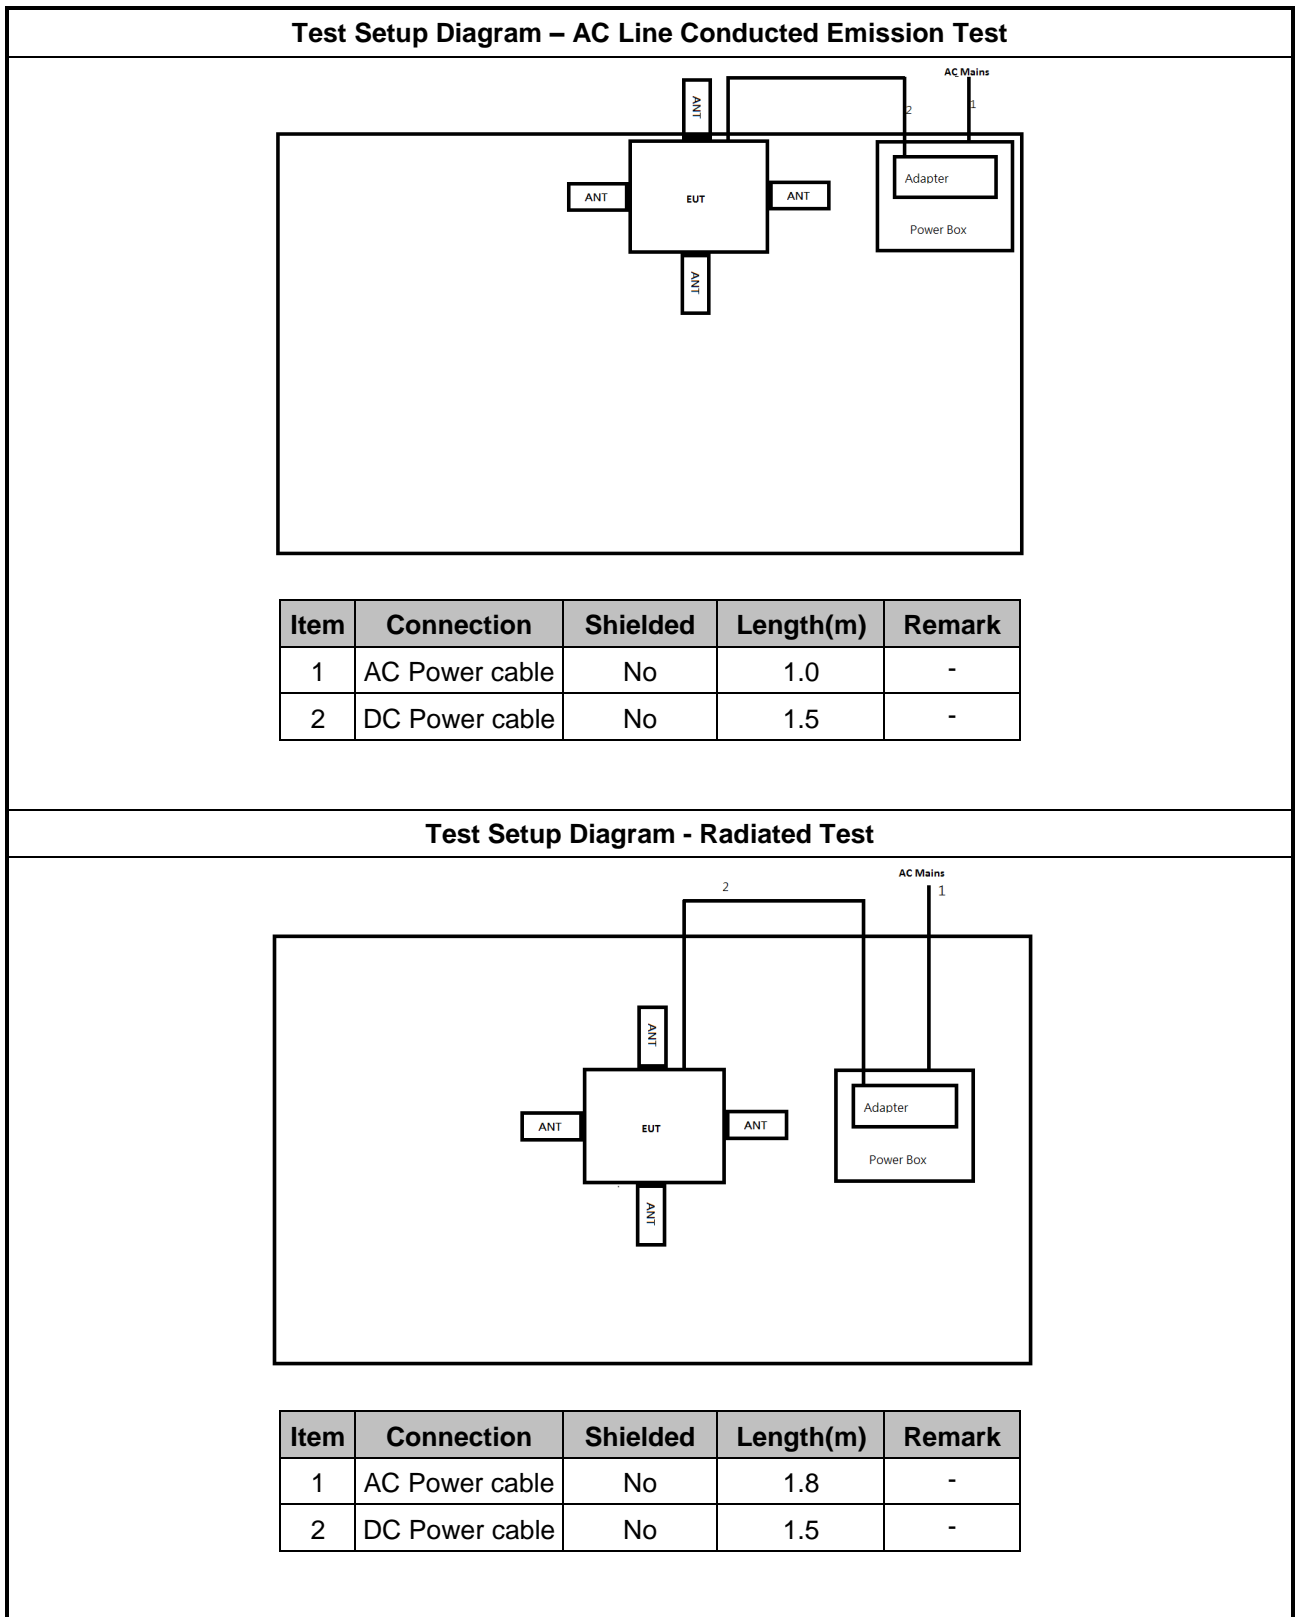 Test Setup Diagram – AC Line Conducted Emission Test
AC Mains
ANT
2
1
Adapter
ANT
EUT
ANT
Power Box
ANT
Item Connection Shielded Length(m) Remark
1 AC Power cable No 1.0 -
2 DC Power cable No 1.5 -
Test Setup Diagram - Radiated Test
AC Mains
2
1
ANT
Adapter
ANT
EUT
ANT
Power Box
ANT
Item Connection Shielded Length(m) Remark
1 AC Power cable No 1.8 -
2 DC Power cable No 1.5 -